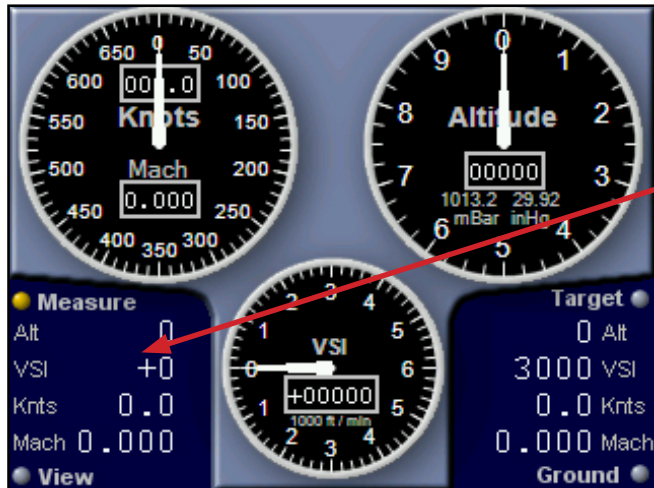 0
50
100
150
200
250
300
350
400
450
500
550
600
650
000.0
Knots
Mach
0.000
0
1
2
3
4
5
6
7
8
9
Altitude
00000
1013.2 29.92
mBar inHg
Measure
Alt 0
VSI +0
Knts 0.0
Mach 0.000
View
0
1
2
3
4
5
6
5
4
3
2
1
VSI
+00000
1000 ft / min
Target
0 Alt
3000 VSI
0.0 Knts
0.000 Mach
Ground